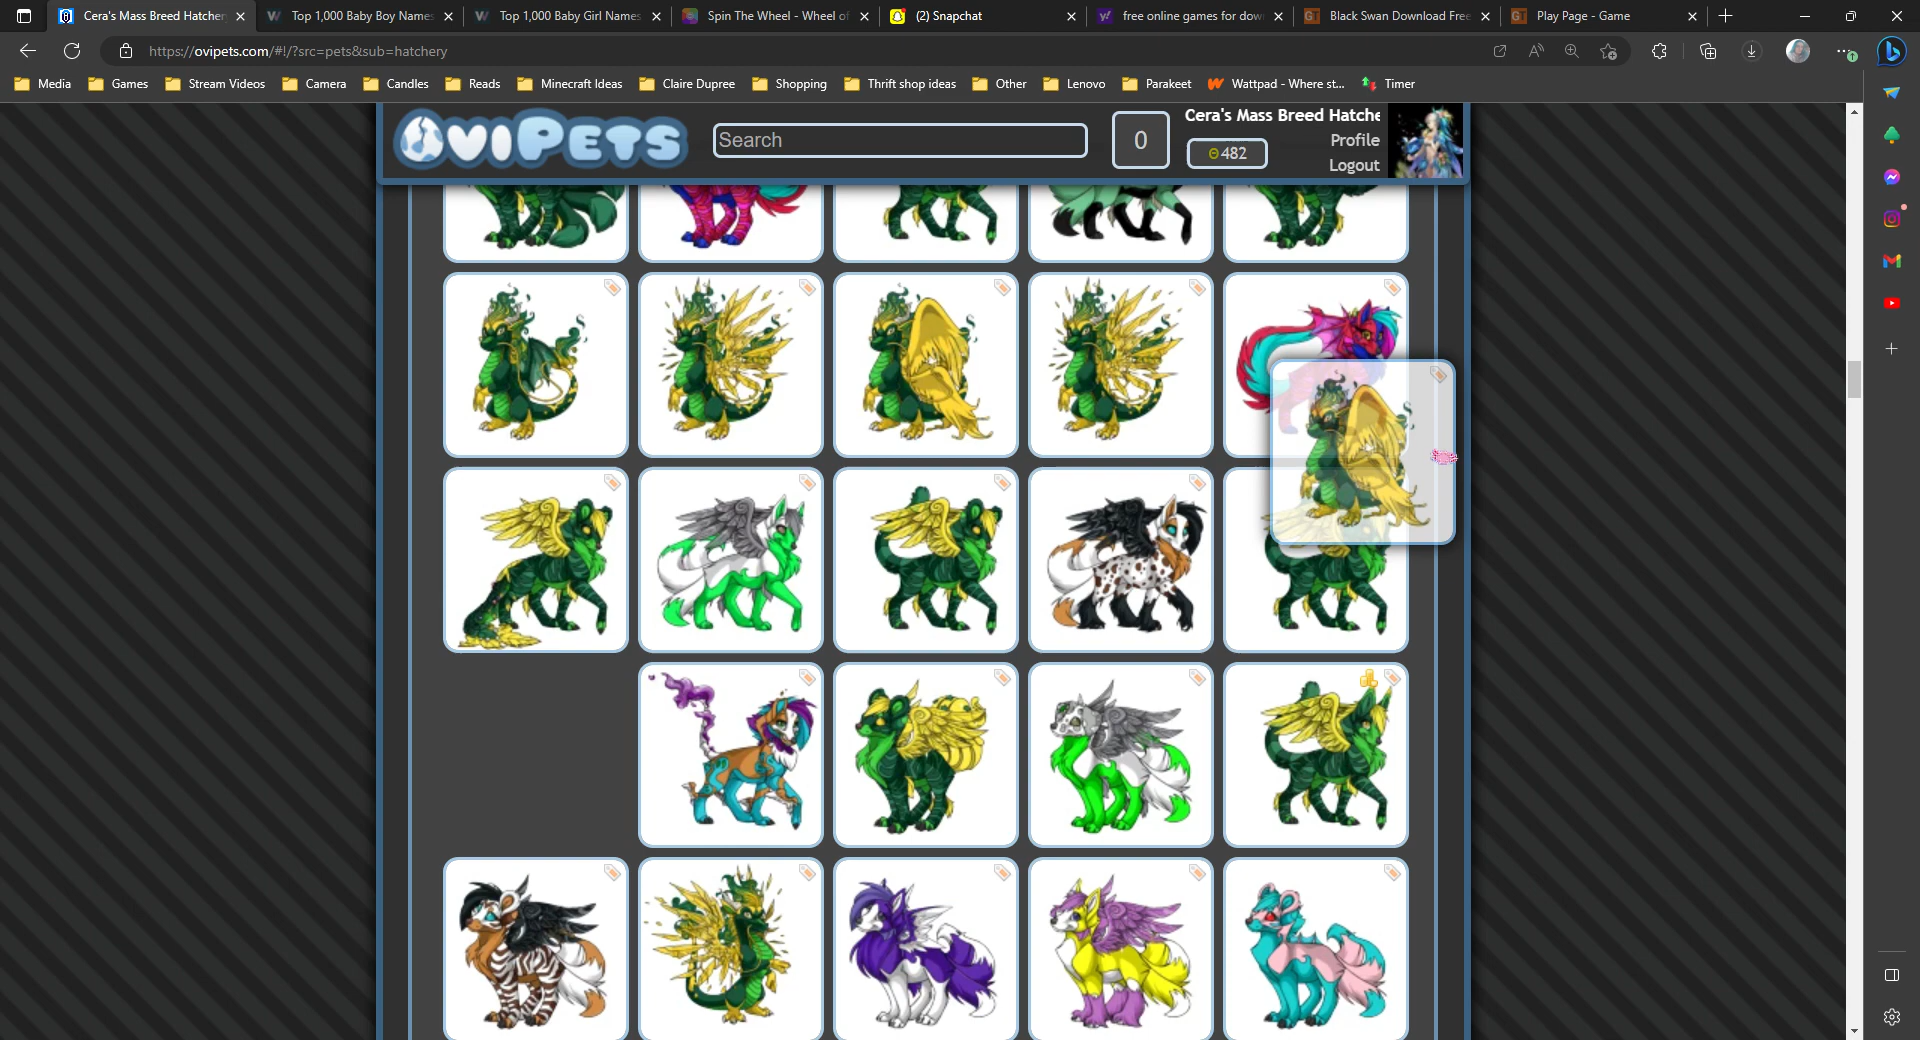 Cera's Mass Breed Hatcher
Top 1,000 Baby Boy Names
Top 1,000 Baby Girl Names
Spin The Wheel - Wheel of
(2) Snapchat
free online games for dow
Black Swan Download Free
Play Page - Game
https://ovipets.com/#!/?src=pets&sub=hatchery
Media
Games
Stream Videos
Camera
Candles
Reads
Minecraft Ideas
Claire Dupree
Shopping
Thrift shop ideas
Other
Lenovo
Parakeet
Wattpad - Where st...
Timer
OviPets
Search
0
Cera's Mass Breed Hatche
482
Profile
Logout